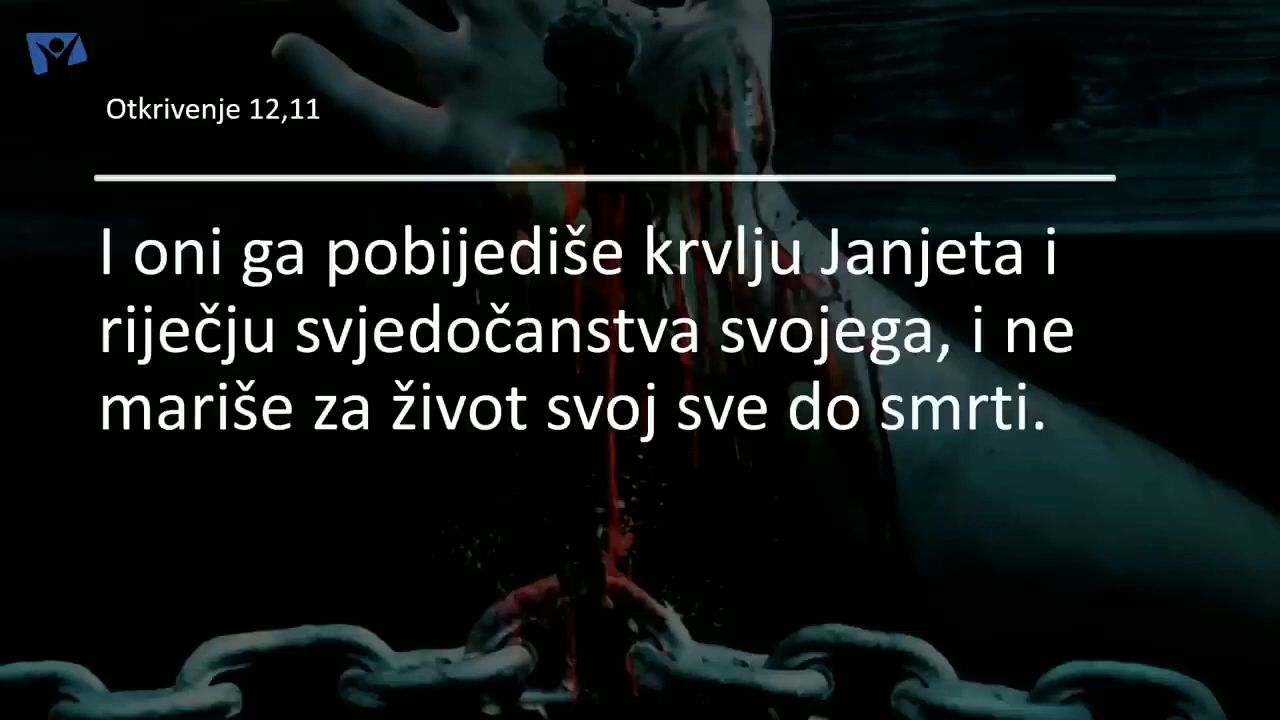 Otkrivenje 12,11
I oni ga pobijediše krvlju Janjeta i
riječju svjedočanstva svojega, i ne
mariše za život svoj sve do smrti.